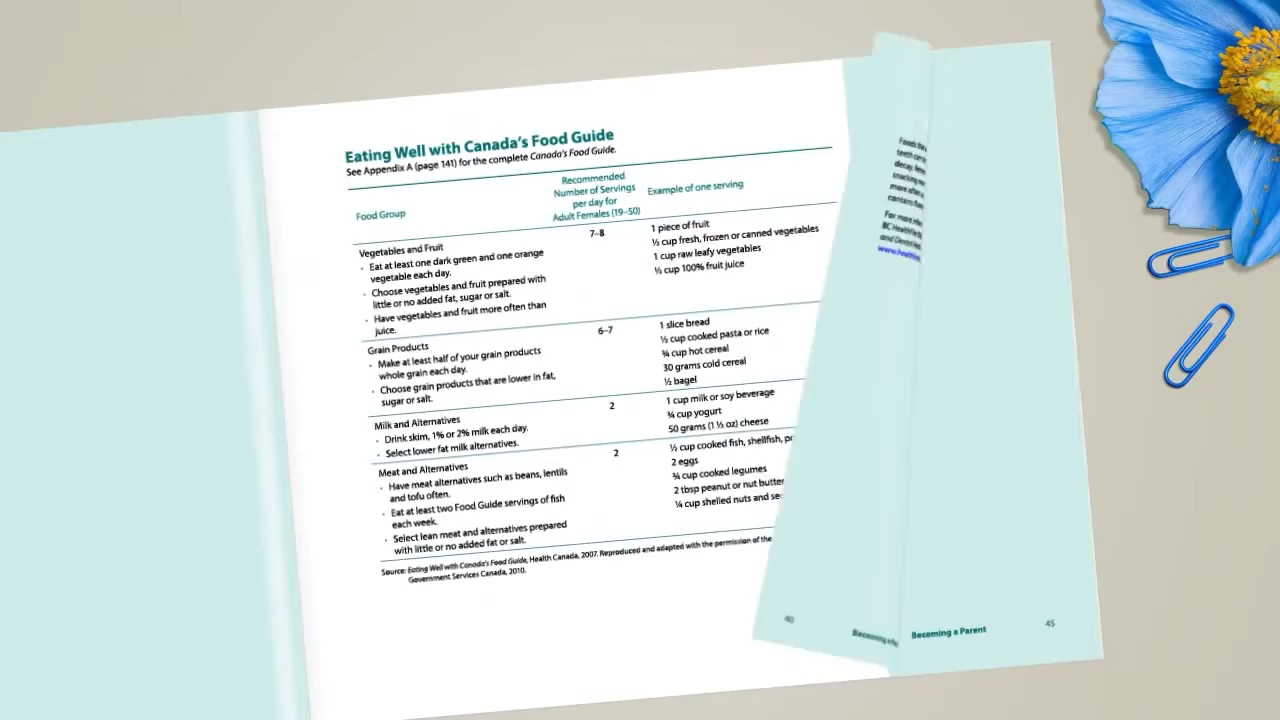 Eating Well with Canada's Food Guide
See Appendix A (page 141) for the complete Canada's Food Guide.
Food Group
Recommended
Number of Servings
per day for
Adult Females (19–50)
Example of one serving
Vegetables and Fruit
• Eat at least one dark green and one orange
vegetable each day.
• Choose vegetables and fruit prepared with
little or no added fat, sugar or salt.
• Have vegetables and fruit more often than
juice.
7–8
1 piece of fruit
½ cup fresh, frozen or canned vegetables
1 cup raw leafy vegetables
½ cup 100% fruit juice
Grain Products
• Make at least half of your grain products
whole grain each day.
• Choose grain products that are lower in fat,
sugar or salt.
6–7
1 slice bread
½ cup cooked pasta or rice
¾ cup hot cereal
30 grams cold cereal
½ bagel
Milk and Alternatives
• Drink skim, 1% or 2% milk each day.
• Select lower fat milk alternatives.
2
1 cup milk or soy beverage
¾ cup yogurt
50 grams (1 ½ oz) cheese
Meat and Alternatives
• Have meat alternatives such as beans, lentils
and tofu often.
• Eat at least two Food Guide servings of fish
each week.
• Select lean meat and alternatives prepared
with little or no added fat or salt.
2
½ cup cooked fish, shellfish,
2 eggs
¾ cup cooked legumes
2 tbsp peanut or nut butter
¼ cup shelled nuts and
Source: Eating Well with Canada's Food Guide, Health Canada, 2007. Reproduced and adapted with the permission of the
Government Services Canada, 2010.
Foods
teeth
decay.
snacking
more often
For more
BC HealthFile
and Dental
40
Becoming a
Becoming a Parent
45